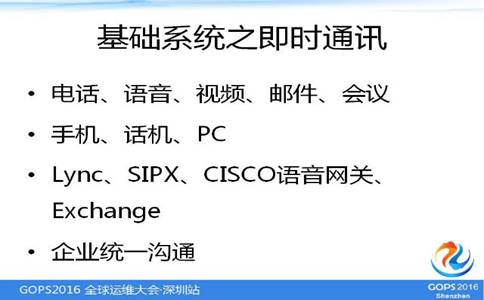 基础系统之即时通讯
• 电话、语音、视频、邮件、会议
• 手机、话机、PC
• Lync、SIPX、CISCO语音网关、
Exchange
• 企业统一沟通
GOPS2016 全球运维大会·深圳站
GOPS2016
Shenzhen